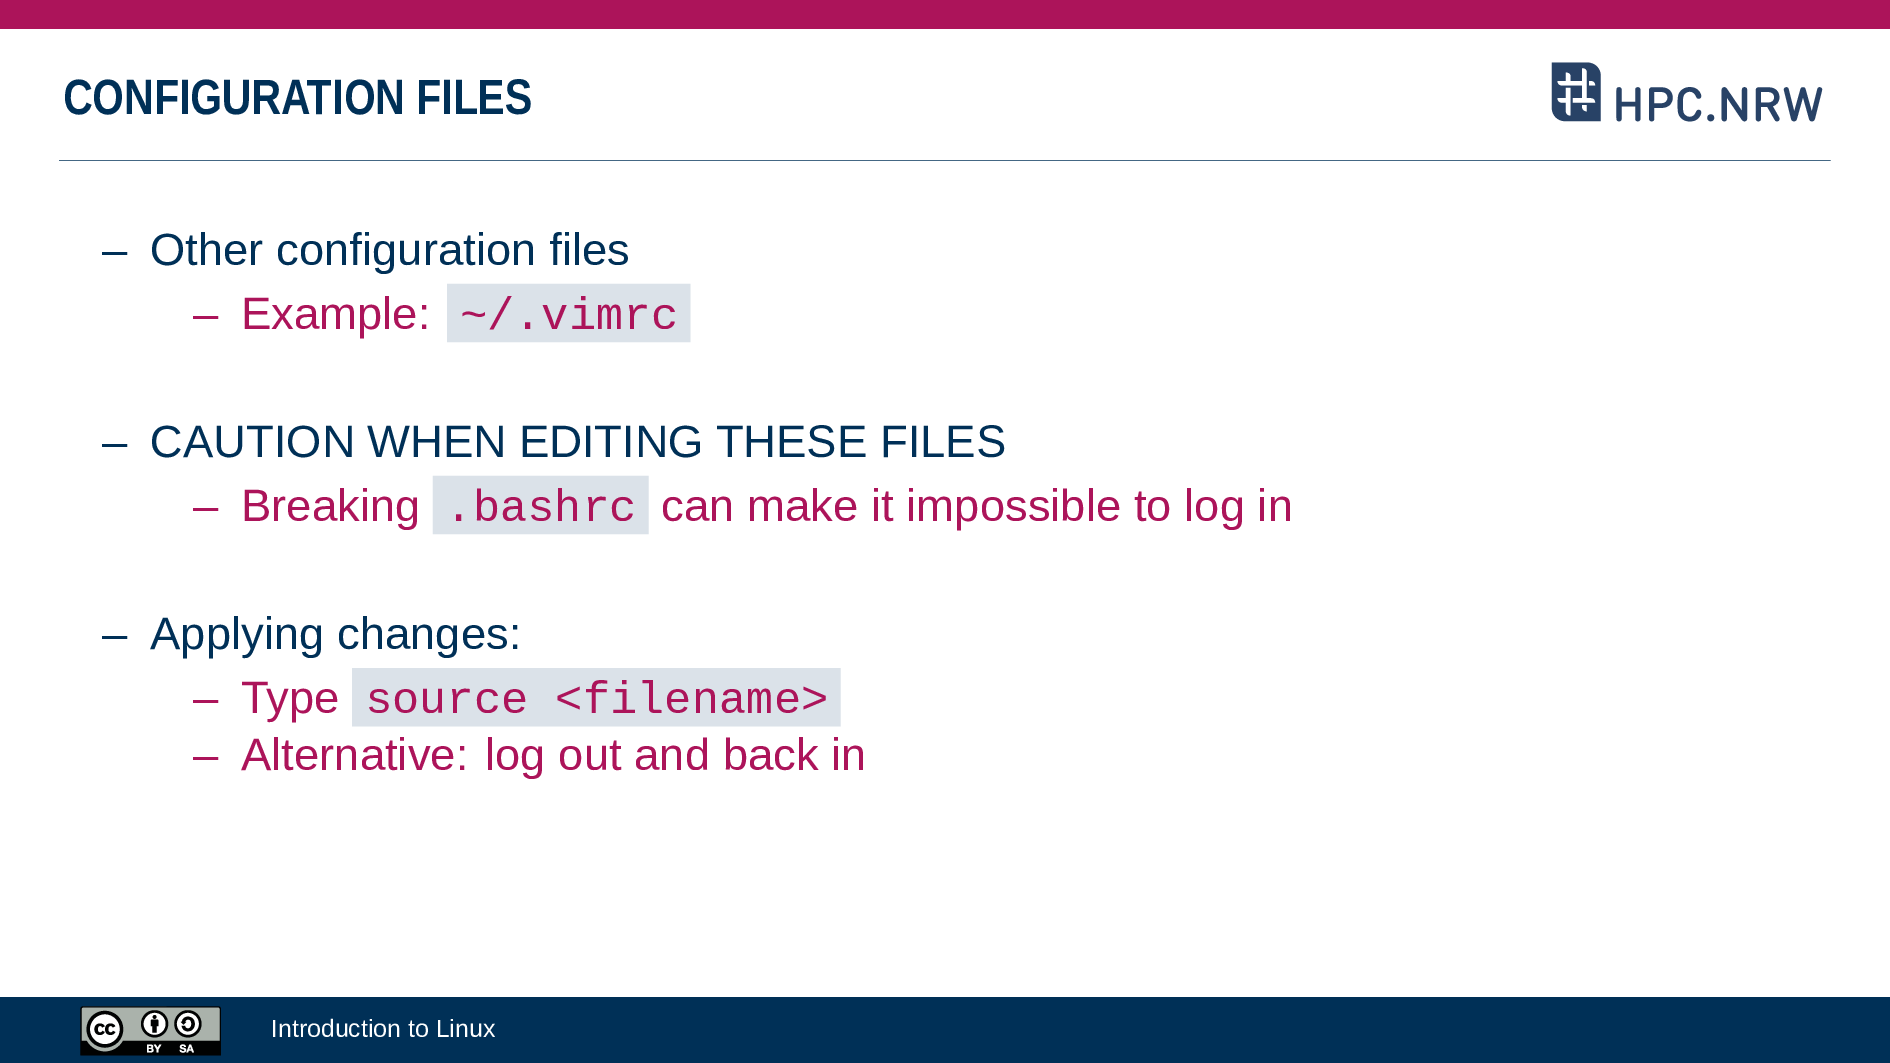 CONFIGURATION FILES
HPC.NRW
– Other configuration files
– Example: ~/.vimrc
– CAUTION WHEN EDITING THESE FILES
– Breaking .bashrc can make it impossible to log in
– Applying changes:
– Type source <filename>
– Alternative: log out and back in
cc BY SA
Introduction to Linux